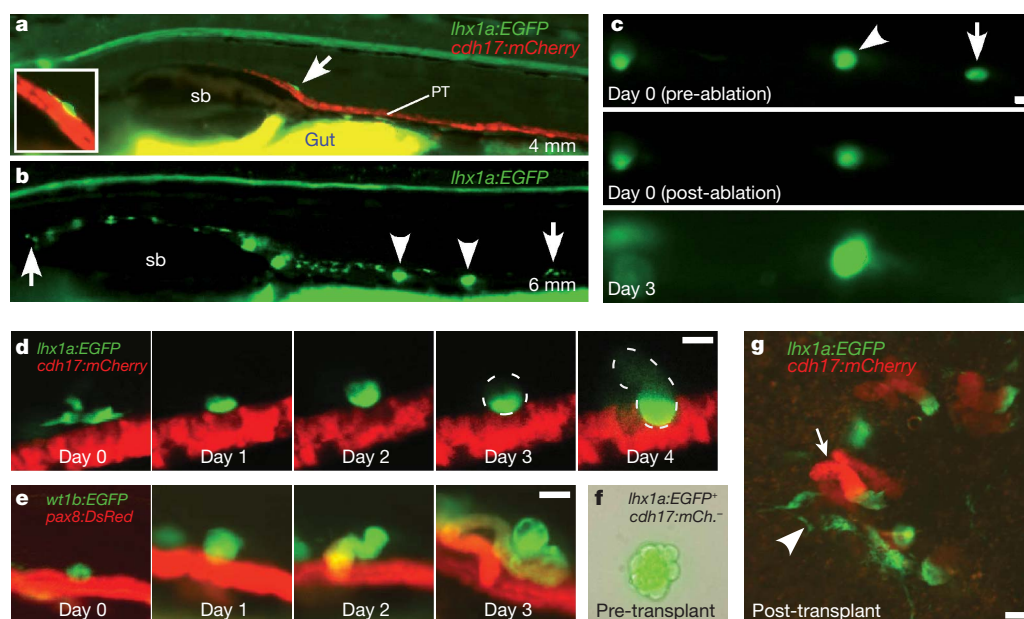 a
lhx1a:EGFP
cdh17:mCherry
sb
PT
Gut
4 mm
b
lhx1a:EGFP
sb
6 mm
c
Day 0 (pre-ablation)
Day 0 (post-ablation)
Day 3
d
lhx1a:EGFP
cdh17:mCherry
Day 0
Day 1
Day 2
Day 3
Day 4
e
wt1b:EGFP
pax8:DsRed
Day 0
Day 1
Day 2
Day 3
f
lhx1a:EGFP⁺
cdh17:mCh.⁻
Pre-transplant
g
lhx1a:EGFP
cdh17:mCherry
Post-transplant